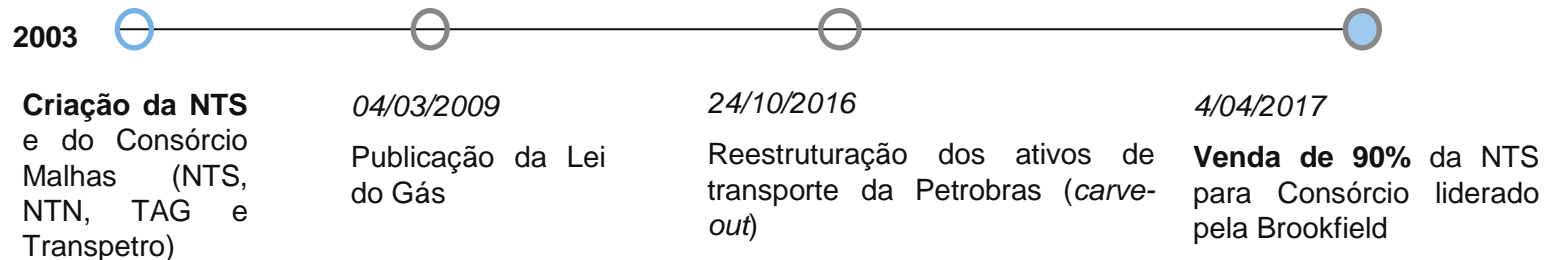 2003
Criação da NTS
e do Consórcio
Malhas (NTS,
NTN, TAG e
Transpetro)
04/03/2009
Publicação da Lei
do Gás
24/10/2016
Reestruturação dos ativos de
transporte da Petrobras (carve-
out)
4/04/2017
Venda de 90% da NTS
para Consórcio liderado
pela Brookfield